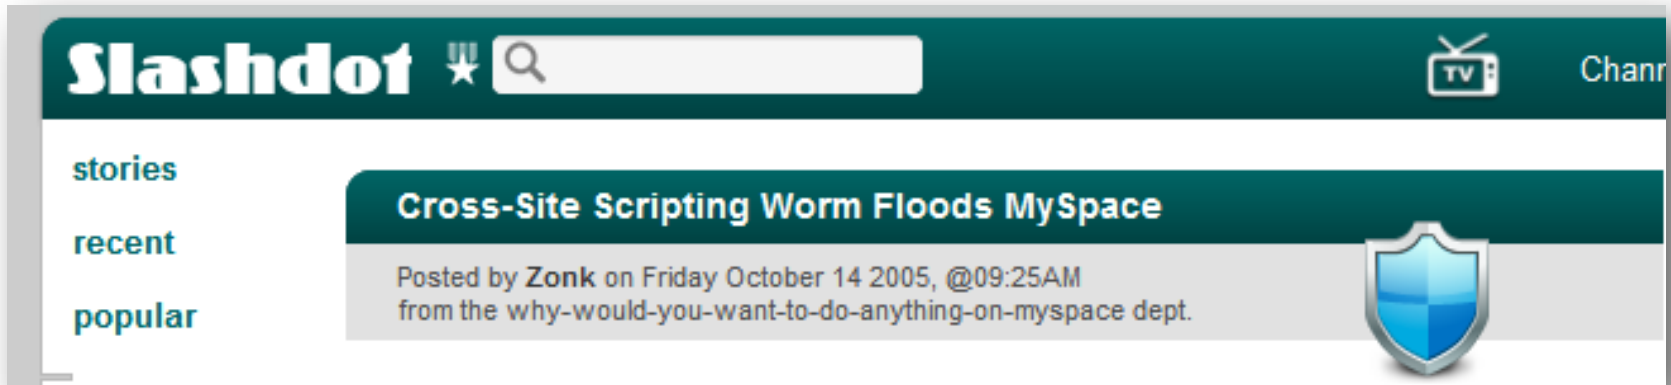 Slashdot
TV
Chann
stories
recent
popular
Cross-Site Scripting Worm Floods MySpace
Posted by Zonk on Friday October 14 2005, @09:25AM
from the why-would-you-want-to-do-anything-on-myspace dept.